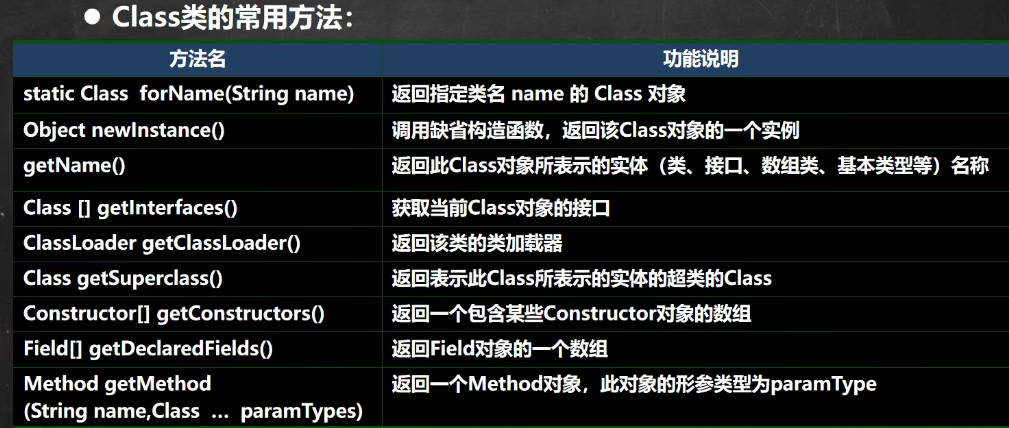 ● Class类的常用方法：
方法名 功能说明
static Class forName(String name) 返回指定类名 name 的 Class 对象
Object newInstance() 调用缺省构造函数，返回该Class对象的一个实例
getName() 返回此Class对象所表示的实体（类、接口、数组类、基本类型等）名称
Class [] getInterfaces() 获取当前Class对象的接口
ClassLoader getClassLoader() 返回该类的类加载器
Class getSuperclass() 返回表示此Class所表示的实体的超类的Class
Constructor[] getConstructors() 返回一个包含某些Constructor对象的数组
Field[] getDeclaredFields() 返回Field对象的一个数组
Method getMethod 返回一个Method对象，此对象的形参类型为paramType
(String name,Class … paramTypes)